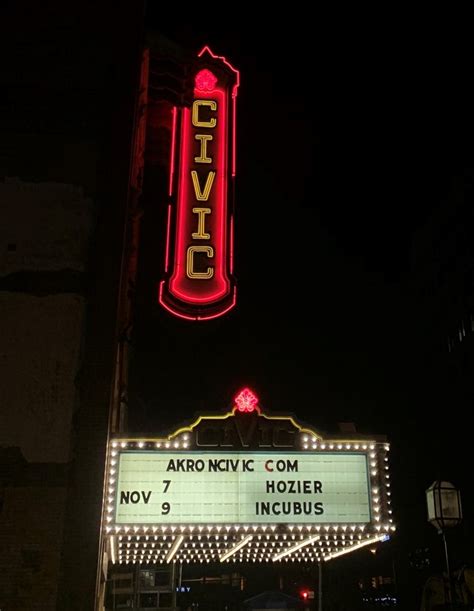 CIVIC
CIVIC
AKRONCIVIC COM
7 HOZIER
NOV
9 INCUBUS